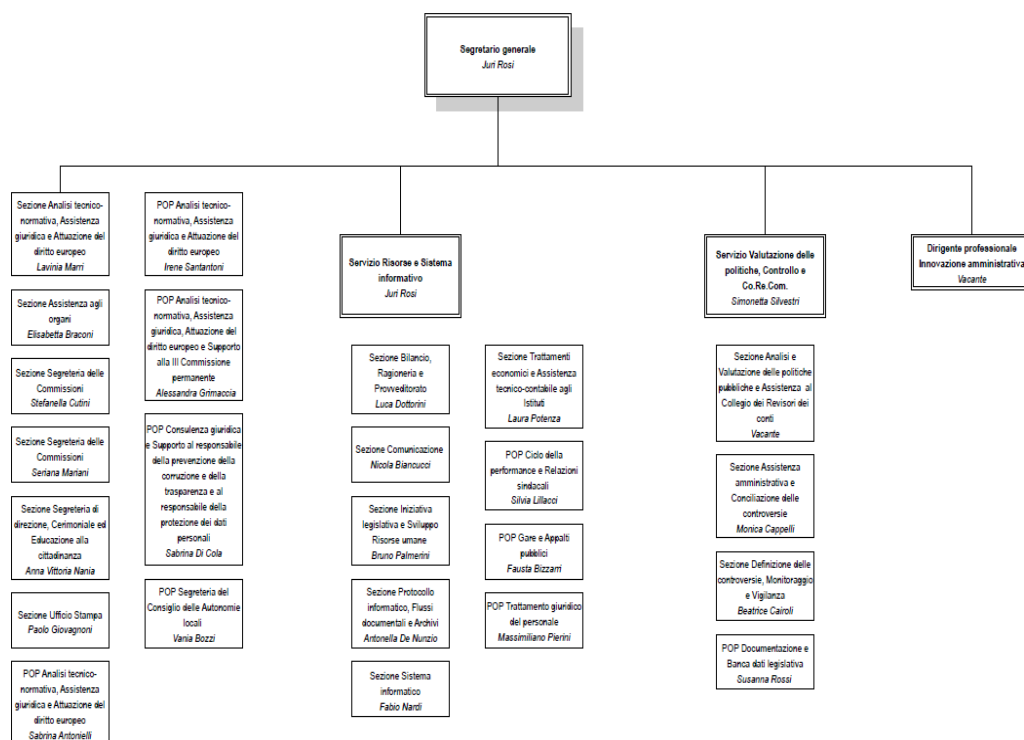 Segretario generale
Juri Rosi
Sezione Analisi tecnico-
normativa, Assistenza
giuridica e Attuazione del
diritto europeo
Lavinia Marri
Sezione Assistenza agli
organi
Elisabetta Braconi
Sezione Segreteria delle
Commissioni
Stefanella Cutini
Sezione Segreteria delle
Commissioni
Seriana Mariani
Sezione Segreteria di
direzione, Cerimoniale ed
Educazione alla
cittadinanza
Anna Vittoria Nania
Sezione Ufficio Stampa
Paolo Giovagnoni
POP Analisi tecnico-
normativa, Assistenza
giuridica e Attuazione del
diritto europeo
Sabrina Antonielli
POP Analisi tecnico-
normativa, Assistenza
giuridica e Attuazione del
diritto europeo
Irene Santantoni
POP Analisi tecnico-
normativa, Assistenza
giuridica, Attuazione del
diritto europeo e Supporto
alla III Commissione
permanente
Alessandra Grimaccia
POP Consulenza giuridica
e Supporto al responsabile
della prevenzione della
corruzione e della
trasparenza e al
responsabile della
protezione dei dati
personali
Sabrina Di Cola
POP Segreteria del
Consiglio delle Autonomie
locali
Vania Bozzi
Servizio Risorse e Sistema
informativo
Juri Rosi
Sezione Bilancio,
Ragioneria e
Provveditorato
Luca Dottorini
Sezione Comunicazione
Nicola Biancucci
Sezione Iniziativa
legislativa e Sviluppo
Risorse umane
Bruno Palmerini
Sezione Protocollo
informatico, Flussi
documentali e Archivi
Antonella De Nunzio
Sezione Sistema
informatico
Fabio Nardi
Sezione Trattamenti
economici e Assistenza
tecnico-contabile agli
Istituti
Laura Potenza
POP Ciclo della
performance e Relazioni
sindacali
Silvia Lillacci
POP Gare e Appalti
pubblici
Fausta Bizzarri
POP Trattamento giuridico
del personale
Massimiliano Pierini
Servizio Valutazione delle
politiche, Controllo e
Co.Re.Com.
Simonetta Silvestri
Sezione Analisi e
Valutazione delle politiche
pubbliche e Assistenza al
Collegio dei Revisori dei
conti
Vacante
Sezione Assistenza
amministrativa e
Conciliazione delle
controversie
Monica Cappelli
Sezione Definizione delle
controversie, Monitoraggio
e Vigilanza
Beatrice Cairoli
POP Documentazione e
Banca dati legislativa
Susanna Rossi
Dirigente professionale
Innovazione amministrativa
Vacante